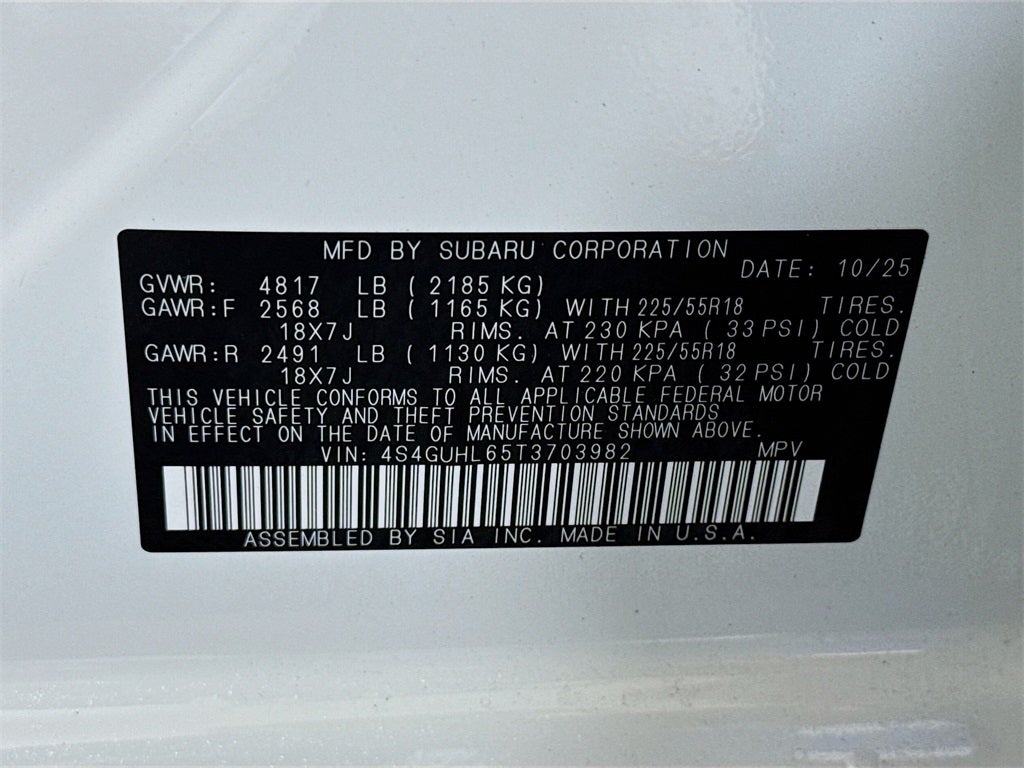 MFD BY SUBARU CORPORATION
DATE: 10/25
GVWR: 4817 LB ( 2185 KG)
GAWR:F 2568 LB ( 1165 KG) WITH 225/55R18 TIRES.
18X7J RIMS. AT 230 KPA ( 33 PSI) COLD
GAWR:R 2491 LB ( 1130 KG) WITH 225/55R18 TIRES.
18X7J RIMS. AT 220 KPA ( 32 PSI) COLD
THIS VEHICLE CONFORMS TO ALL APPLICABLE FEDERAL MOTOR
VEHICLE SAFETY AND THEFT PREVENTION STANDARDS
IN EFFECT ON THE DATE OF MANUFACTURE SHOWN ABOVE.
VIN: 4S4GUHL65T3703982 MPV
ASSEMBLED BY SIA INC. MADE IN U.S.A.